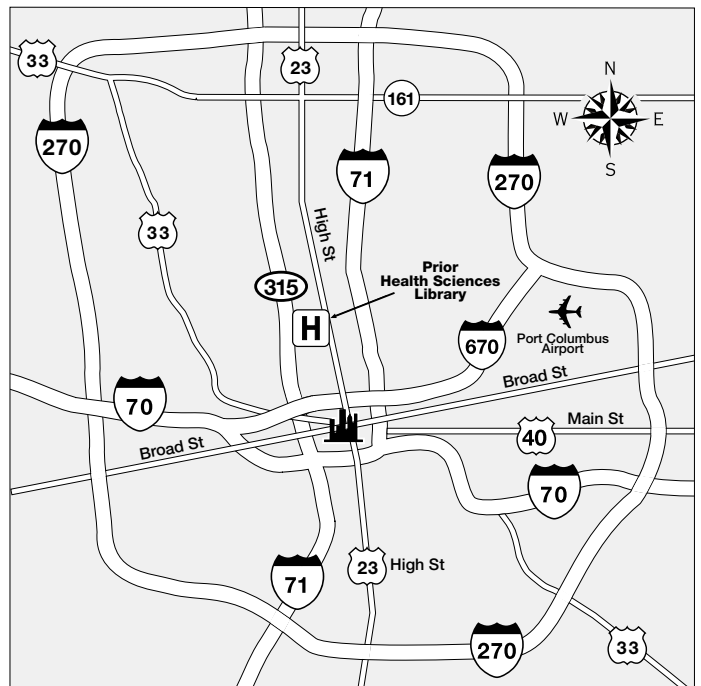 33
23
161
N
W
E
S
270
71
270
33
High St
315
Prior
Health Sciences
Library
H
670
Port Columbus
Airport
Broad St
70
Main St
40
Broad St
70
71
23
High St
270
33